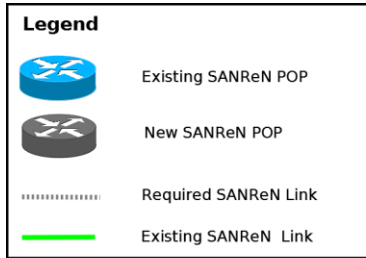 Legend
Existing SANReN POP
New SANReN POP
Required SANReN Link
Existing SANReN Link